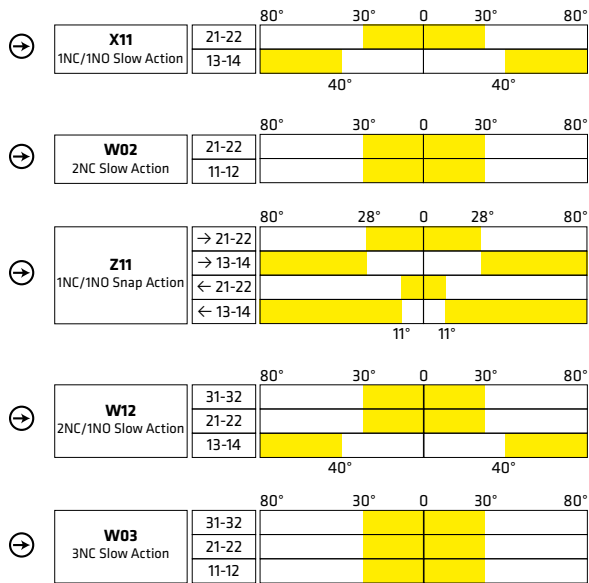 80° 30° 0 30° 80°
X11 21-22
1NC/1NO Slow Action 13-14
40° 40°
80° 30° 0 30° 80°
W02 21-22
2NC Slow Action 11-12
80° 28° 0 28° 80°
→ 21-22
Z11 → 13-14
1NC/1NO Snap Action ← 21-22
← 13-14
11° 11°
80° 30° 0 30° 80°
31-32
W12 21-22
2NC/1NO Slow Action 13-14
40° 40°
80° 30° 0 30° 80°
31-32
W03 21-22
3NC Slow Action 11-12